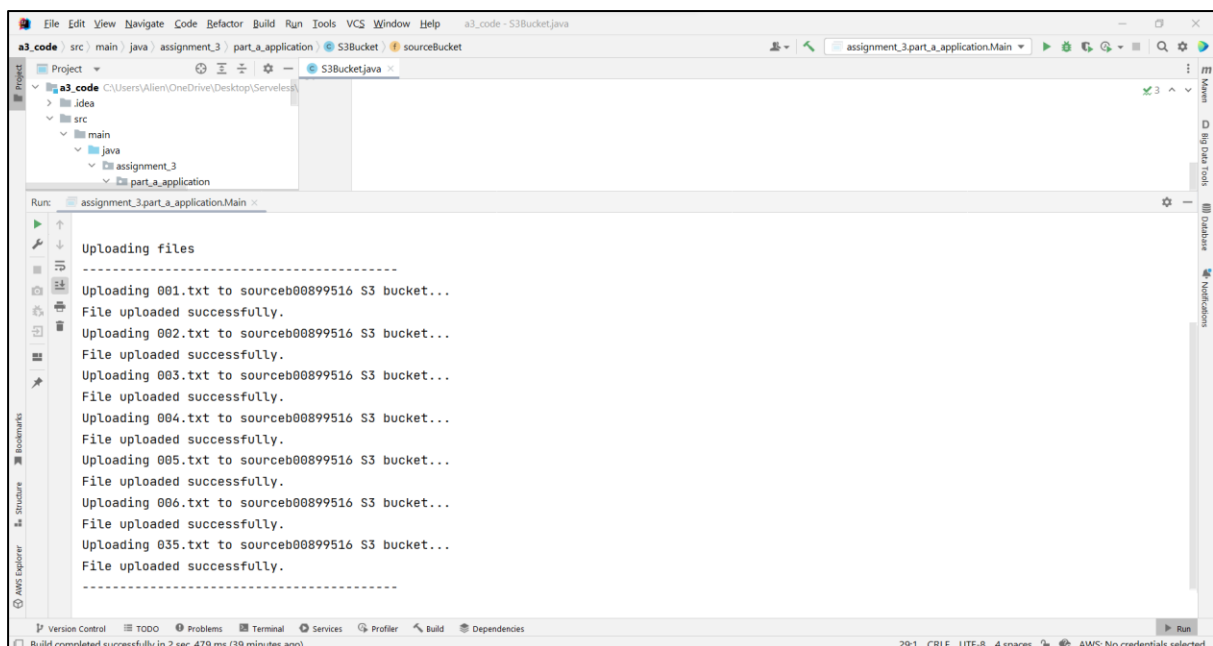 File Edit View Navigate Code Refactor Build Run Tools VCS Window Help a3_code - S3Bucket.java
a3_code src main java assignment_3 part_a_application S3Bucket sourceBucket assignment_3.part_a_application.Main
Project S3Bucket.java
a3_code C:\Users\Alien\OneDrive\Desktop\Serveless\
.idea
src
main
java
assignment_3
part_a_application
3
Run: assignment_3.part_a_application.Main
Uploading files
------------------------------------------
Uploading 001.txt to sourceb00899516 S3 bucket...
File uploaded successfully.
Uploading 002.txt to sourceb00899516 S3 bucket...
File uploaded successfully.
Uploading 003.txt to sourceb00899516 S3 bucket...
File uploaded successfully.
Uploading 004.txt to sourceb00899516 S3 bucket...
File uploaded successfully.
Uploading 005.txt to sourceb00899516 S3 bucket...
File uploaded successfully.
Uploading 006.txt to sourceb00899516 S3 bucket...
File uploaded successfully.
Uploading 035.txt to sourceb00899516 S3 bucket...
File uploaded successfully.
------------------------------------------
Project
Bookmarks
Structure
AWS Explorer
m Maven
D Big Data Tools
Database
Notifications
Version Control TODO Problems Terminal Services Profiler Build Dependencies Run
Build completed successfully in 2 sec, 479 ms (39 minutes ago) 29:1 CRLF UTF-8 4 spaces AWS: No credentials selected